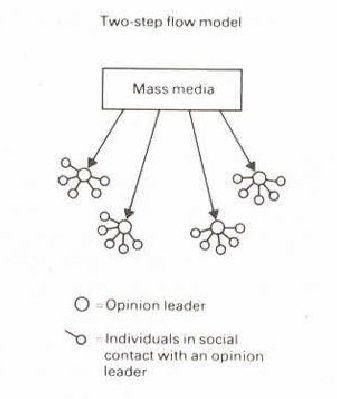 Two-step flow model
Mass media
= Opinion leader
= Individuals in social
contact with an opinion
leader